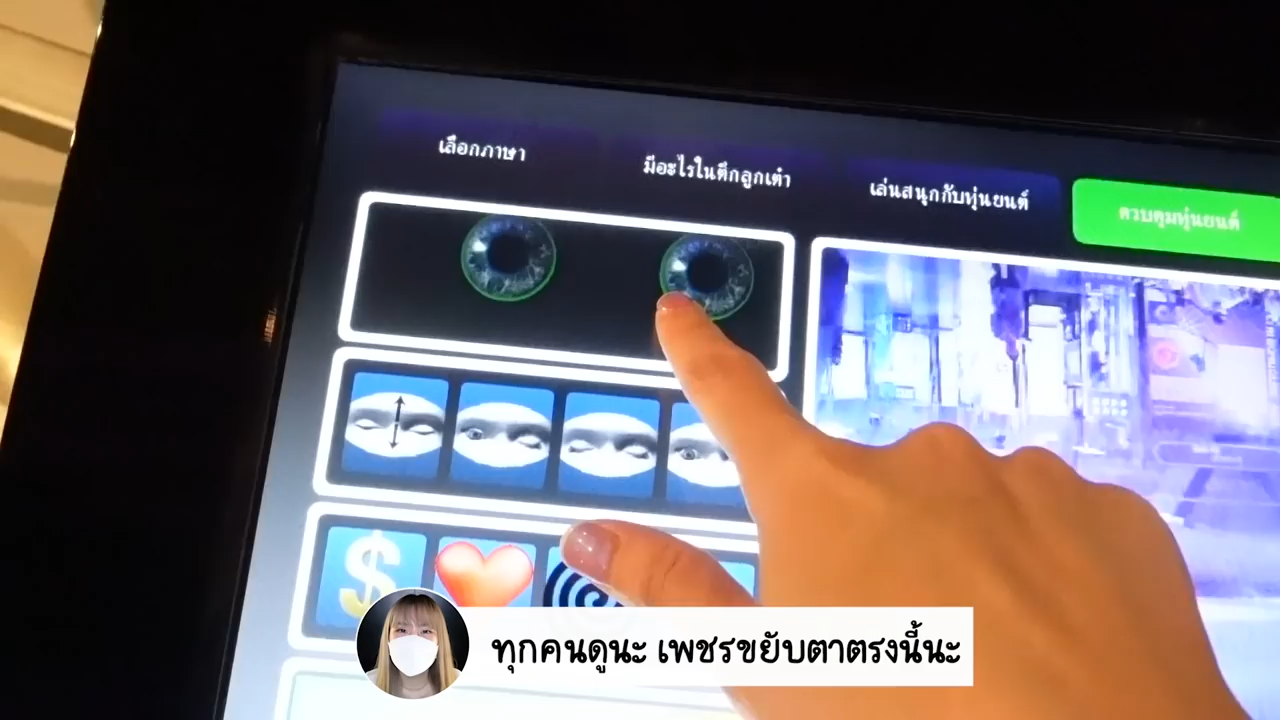 เลือกภาษา
มีอะไรในตึกลูกเต๋า
เล่นสนุกกับหุ่นยนต์
ควบคุมหุ่นยนต์
ทุกคนดูนะ เพชรขยับตาตรงนี้นะ